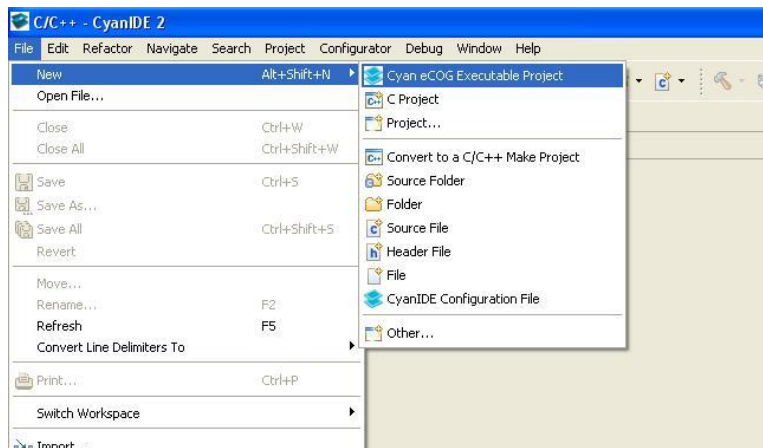 C/C++ - CyanIDE 2
File Edit Refactor Navigate Search Project Configurator Debug Window Help
New Alt+Shift+N
Open File...
Close Ctrl+W
Close All Ctrl+Shift+W
Save Ctrl+S
Save As...
Save All Ctrl+Shift+S
Revert
Move...
Rename... F2
Refresh F5
Convert Line Delimiters To
Print... Ctrl+P
Switch Workspace
Import...
Cyan eCOG Executable Project
C Project
Project...
Convert to a C/C++ Make Project
Source Folder
Folder
Source File
Header File
File
CyanIDE Configuration File
Other...